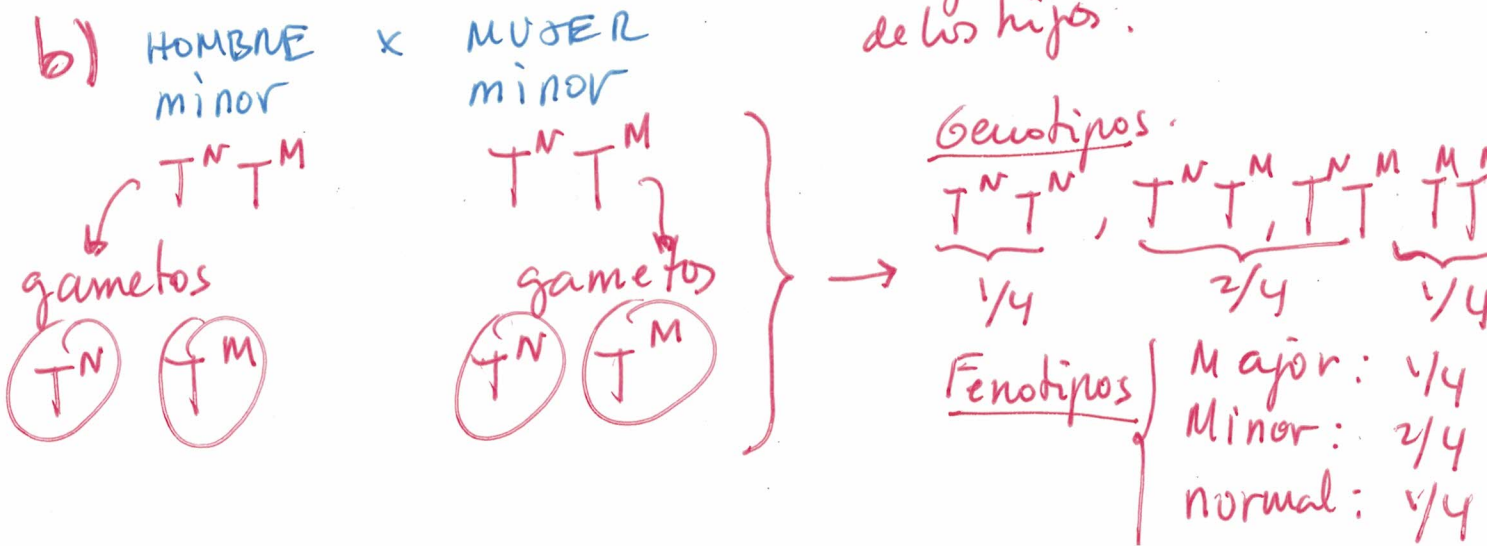 b) HOMBRE x MUJER
minor minor
T^N T^M T^N T^M
gametos gametos
T^N T^M T^N T^M
de los hijos.
Genotipos.
T^N T^N, T^N T^M, T^N T^M T^M T
1/4 2/4 1/4
Fenotipos
Major: 1/4
Minor: 2/4
normal: 1/4